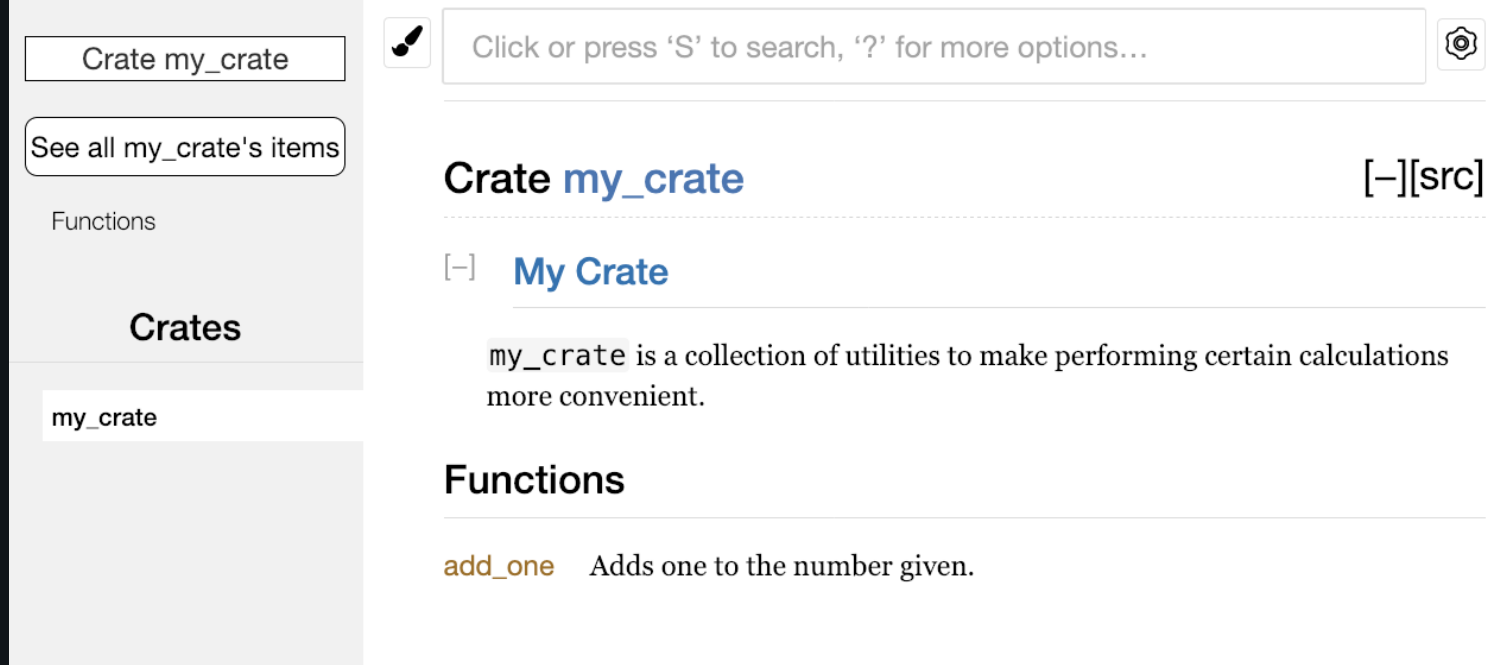 Crate my_crate
See all my_crate's items
Functions
Crates
my_crate
Click or press ‘S’ to search, ‘?’ for more options…
Crate my_crate
[−][src]
[−] My Crate
my_crate is a collection of utilities to make performing certain calculations
more convenient.
Functions
add_one Adds one to the number given.